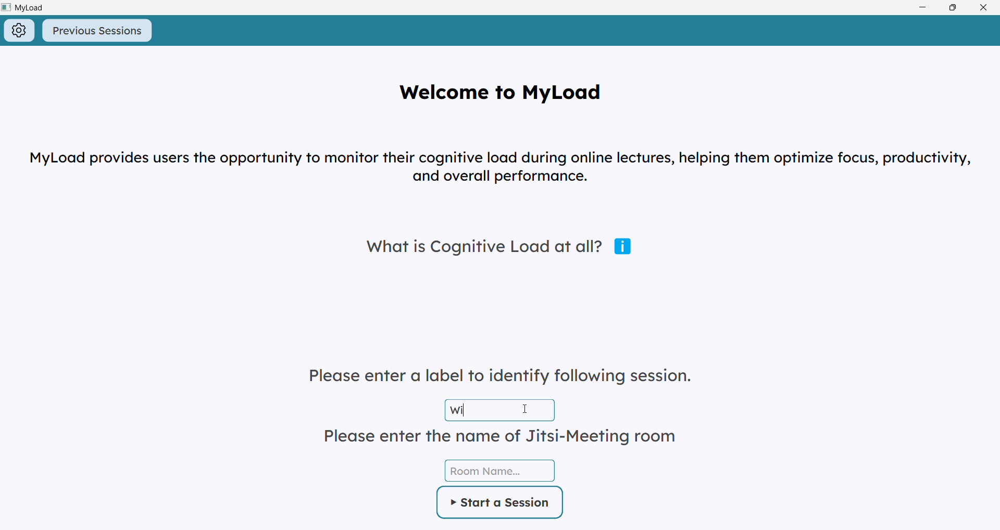 MyLoad
Previous Sessions
Welcome to MyLoad
MyLoad provides users the opportunity to monitor their cognitive load during online lectures, helping them optimize focus, productivity,
and overall performance.
What is Cognitive Load at all? i
Please enter a label to identify following session.
Wi
Please enter the name of Jitsi-Meeting room
Room Name...
Start a Session